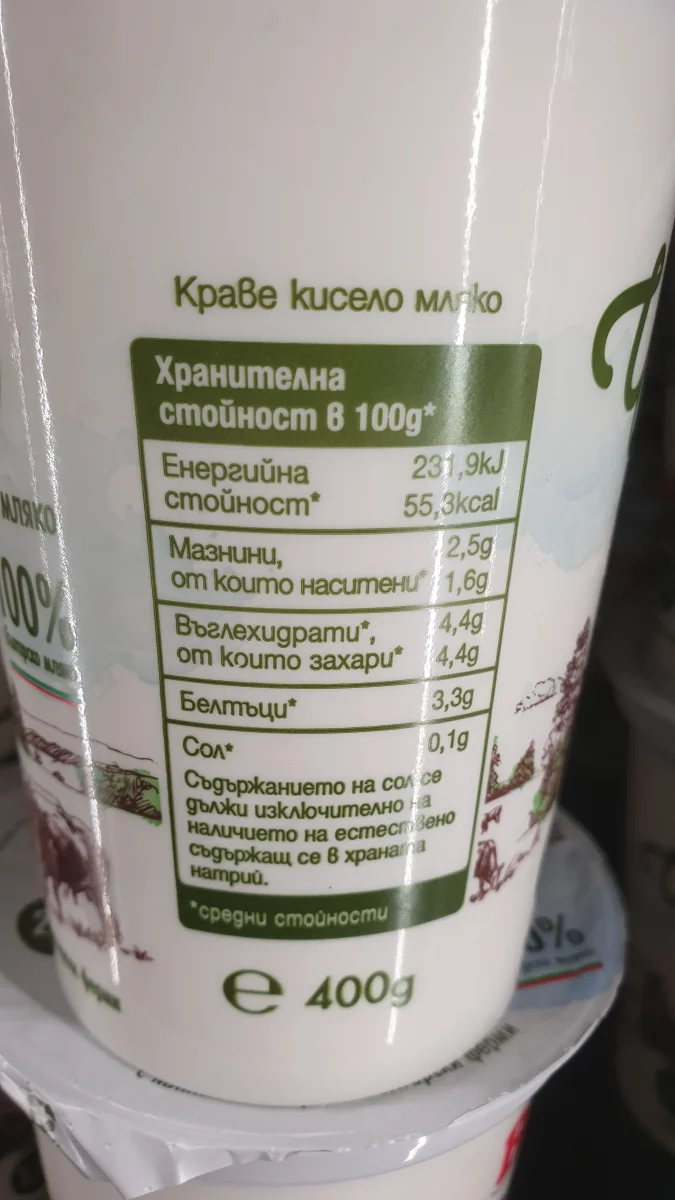 Краве кисело мляко
Хранителна
стойност в 100g*
Енергийна 231,9kJ
стойност* 55,3kcal
Мазнини, 2,5g
от които наситени* 1,6g
Въглехидрати*, 4,4g
от които захари* 4,4g
Белтъци* 3,3g
Сол* 0,1g
Съдържанието на сол се
дължи изключително на
наличието на естествено
съдържащ се в храната
натрий.
*средни стойности
℮ 400g
мляко
00%